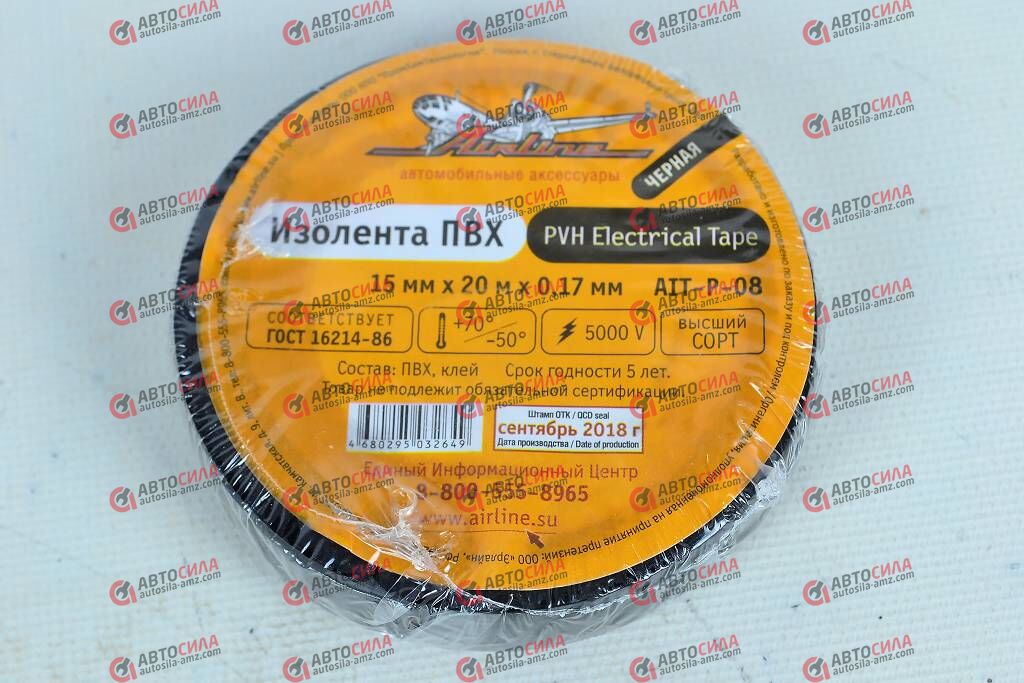 Airline
автомобильные аксессуары
ЧЕРНАЯ
Изолента ПВХ
PVH Electrical Tape
15 мм х 20 м х 0,17 мм AIT-P-08
СООТВЕТСТВУЕТ
ГОСТ 16214-86
+70°
-50°
5000 V
ВЫСШИЙ
СОРТ
Состав: ПВХ, клей Срок годности 5 лет.
Товар не подлежит обязательной сертификации.
4680295032649
Штамп ОТК / QCD seal
сентябрь 2018 г
Дата производства / Date of production
Единый Информационный Центр
8-800-555-8965
www.airline.su
АВТОСИЛА
autosila-amz.com